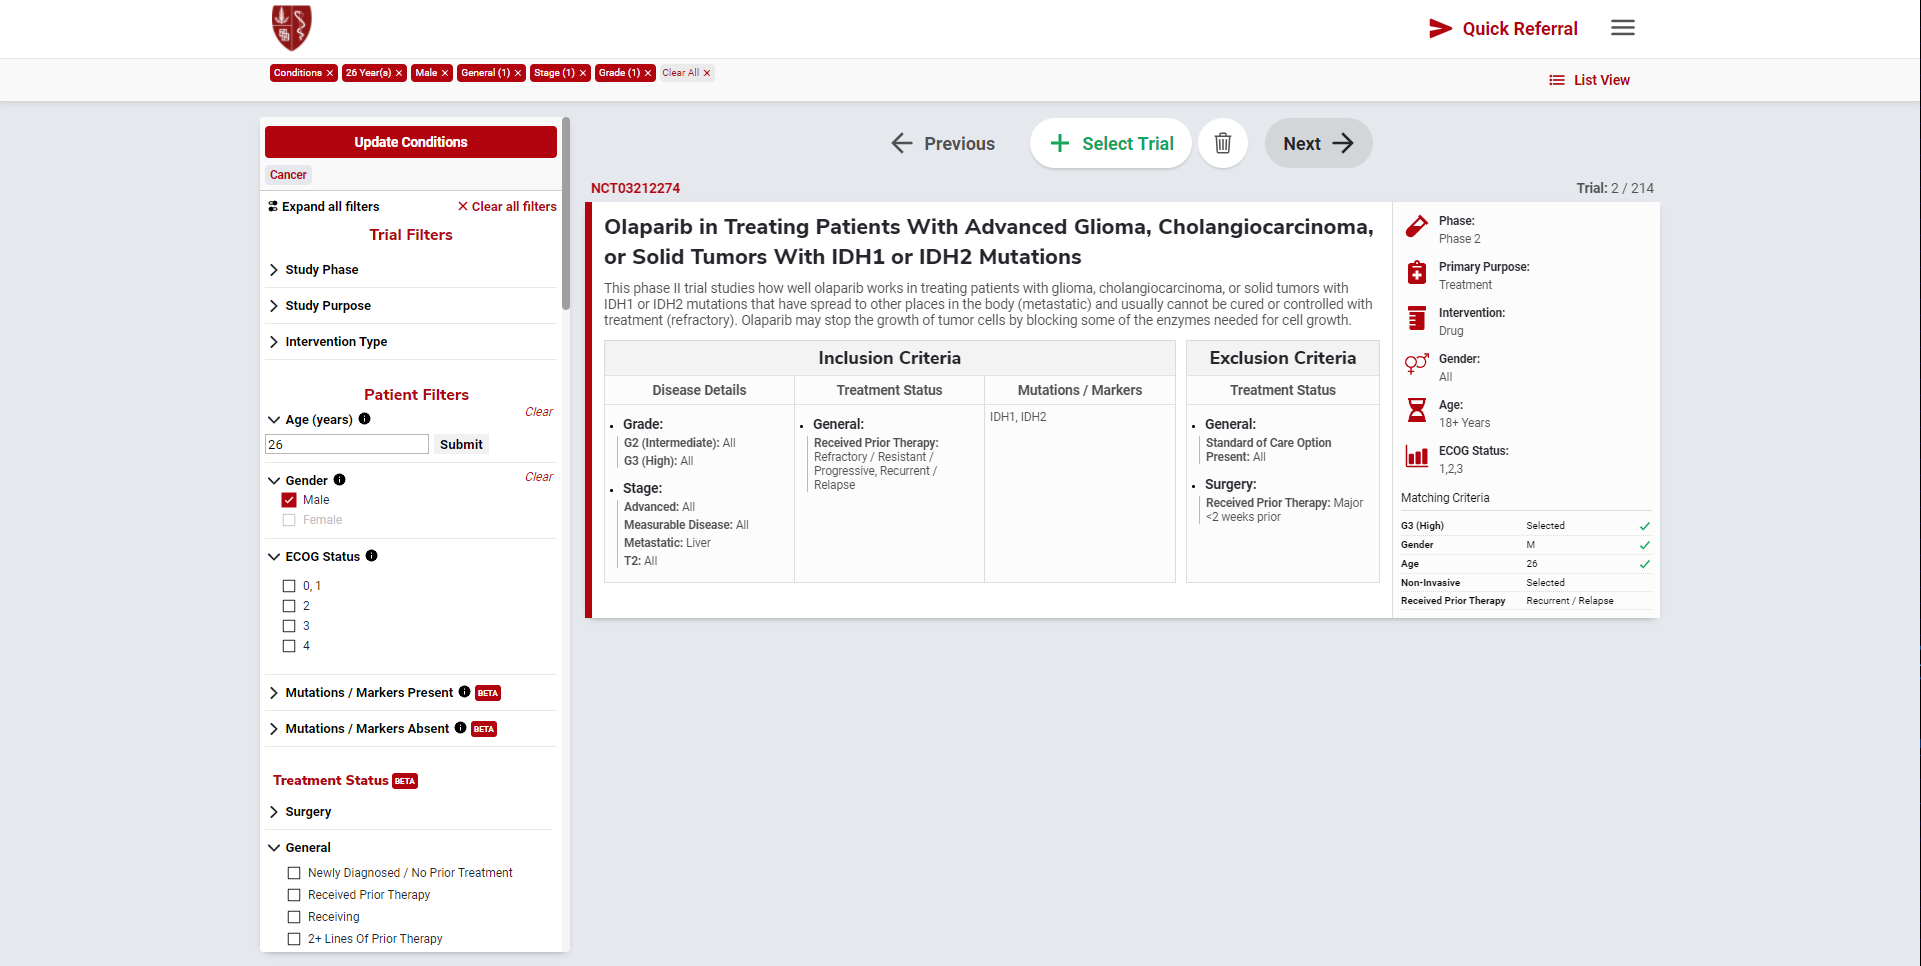 Quick Referral
Conditions ×
26 Year(s) ×
Male ×
General (1) ×
Stage (1) ×
Grade (1) ×
Clear All ×
List View
Update Conditions
Cancer
Expand all filters
× Clear all filters
Trial Filters
Study Phase
Study Purpose
Intervention Type
Patient Filters
Age (years)
Clear
26
Submit
Gender
Clear
Male
Female
ECOG Status
0, 1
2
3
4
Mutations / Markers Present BETA
Mutations / Markers Absent BETA
Treatment Status BETA
Surgery
General
Newly Diagnosed / No Prior Treatment
Received Prior Therapy
Receiving
2+ Lines Of Prior Therapy
Previous
+ Select Trial
Next
NCT03212274
Trial: 2 / 214
Olaparib in Treating Patients With Advanced Glioma, Cholangiocarcinoma,
or Solid Tumors With IDH1 or IDH2 Mutations
This phase II trial studies how well olaparib works in treating patients with glioma, cholangiocarcinoma, or solid tumors with
IDH1 or IDH2 mutations that have spread to other places in the body (metastatic) and usually cannot be cured or controlled with
treatment (refractory). Olaparib may stop the growth of tumor cells by blocking some of the enzymes needed for cell growth.
Inclusion Criteria
Disease Details
Treatment Status
Mutations / Markers
• Grade:
G2 (Intermediate): All
G3 (High): All
• Stage:
Advanced: All
Measurable Disease: All
Metastatic: Liver
T2: All
• General:
Received Prior Therapy:
Refractory / Resistant /
Progressive, Recurrent /
Relapse
IDH1, IDH2
Exclusion Criteria
Treatment Status
• General:
Standard of Care Option
Present: All
• Surgery:
Received Prior Therapy: Major
<2 weeks prior
Phase:
Phase 2
Primary Purpose:
Treatment
Intervention:
Drug
Gender:
All
Age:
18+ Years
ECOG Status:
1,2,3
Matching Criteria
G3 (High) Selected
Gender M
Age 26
Non-Invasive Selected
Received Prior Therapy Recurrent / Relapse